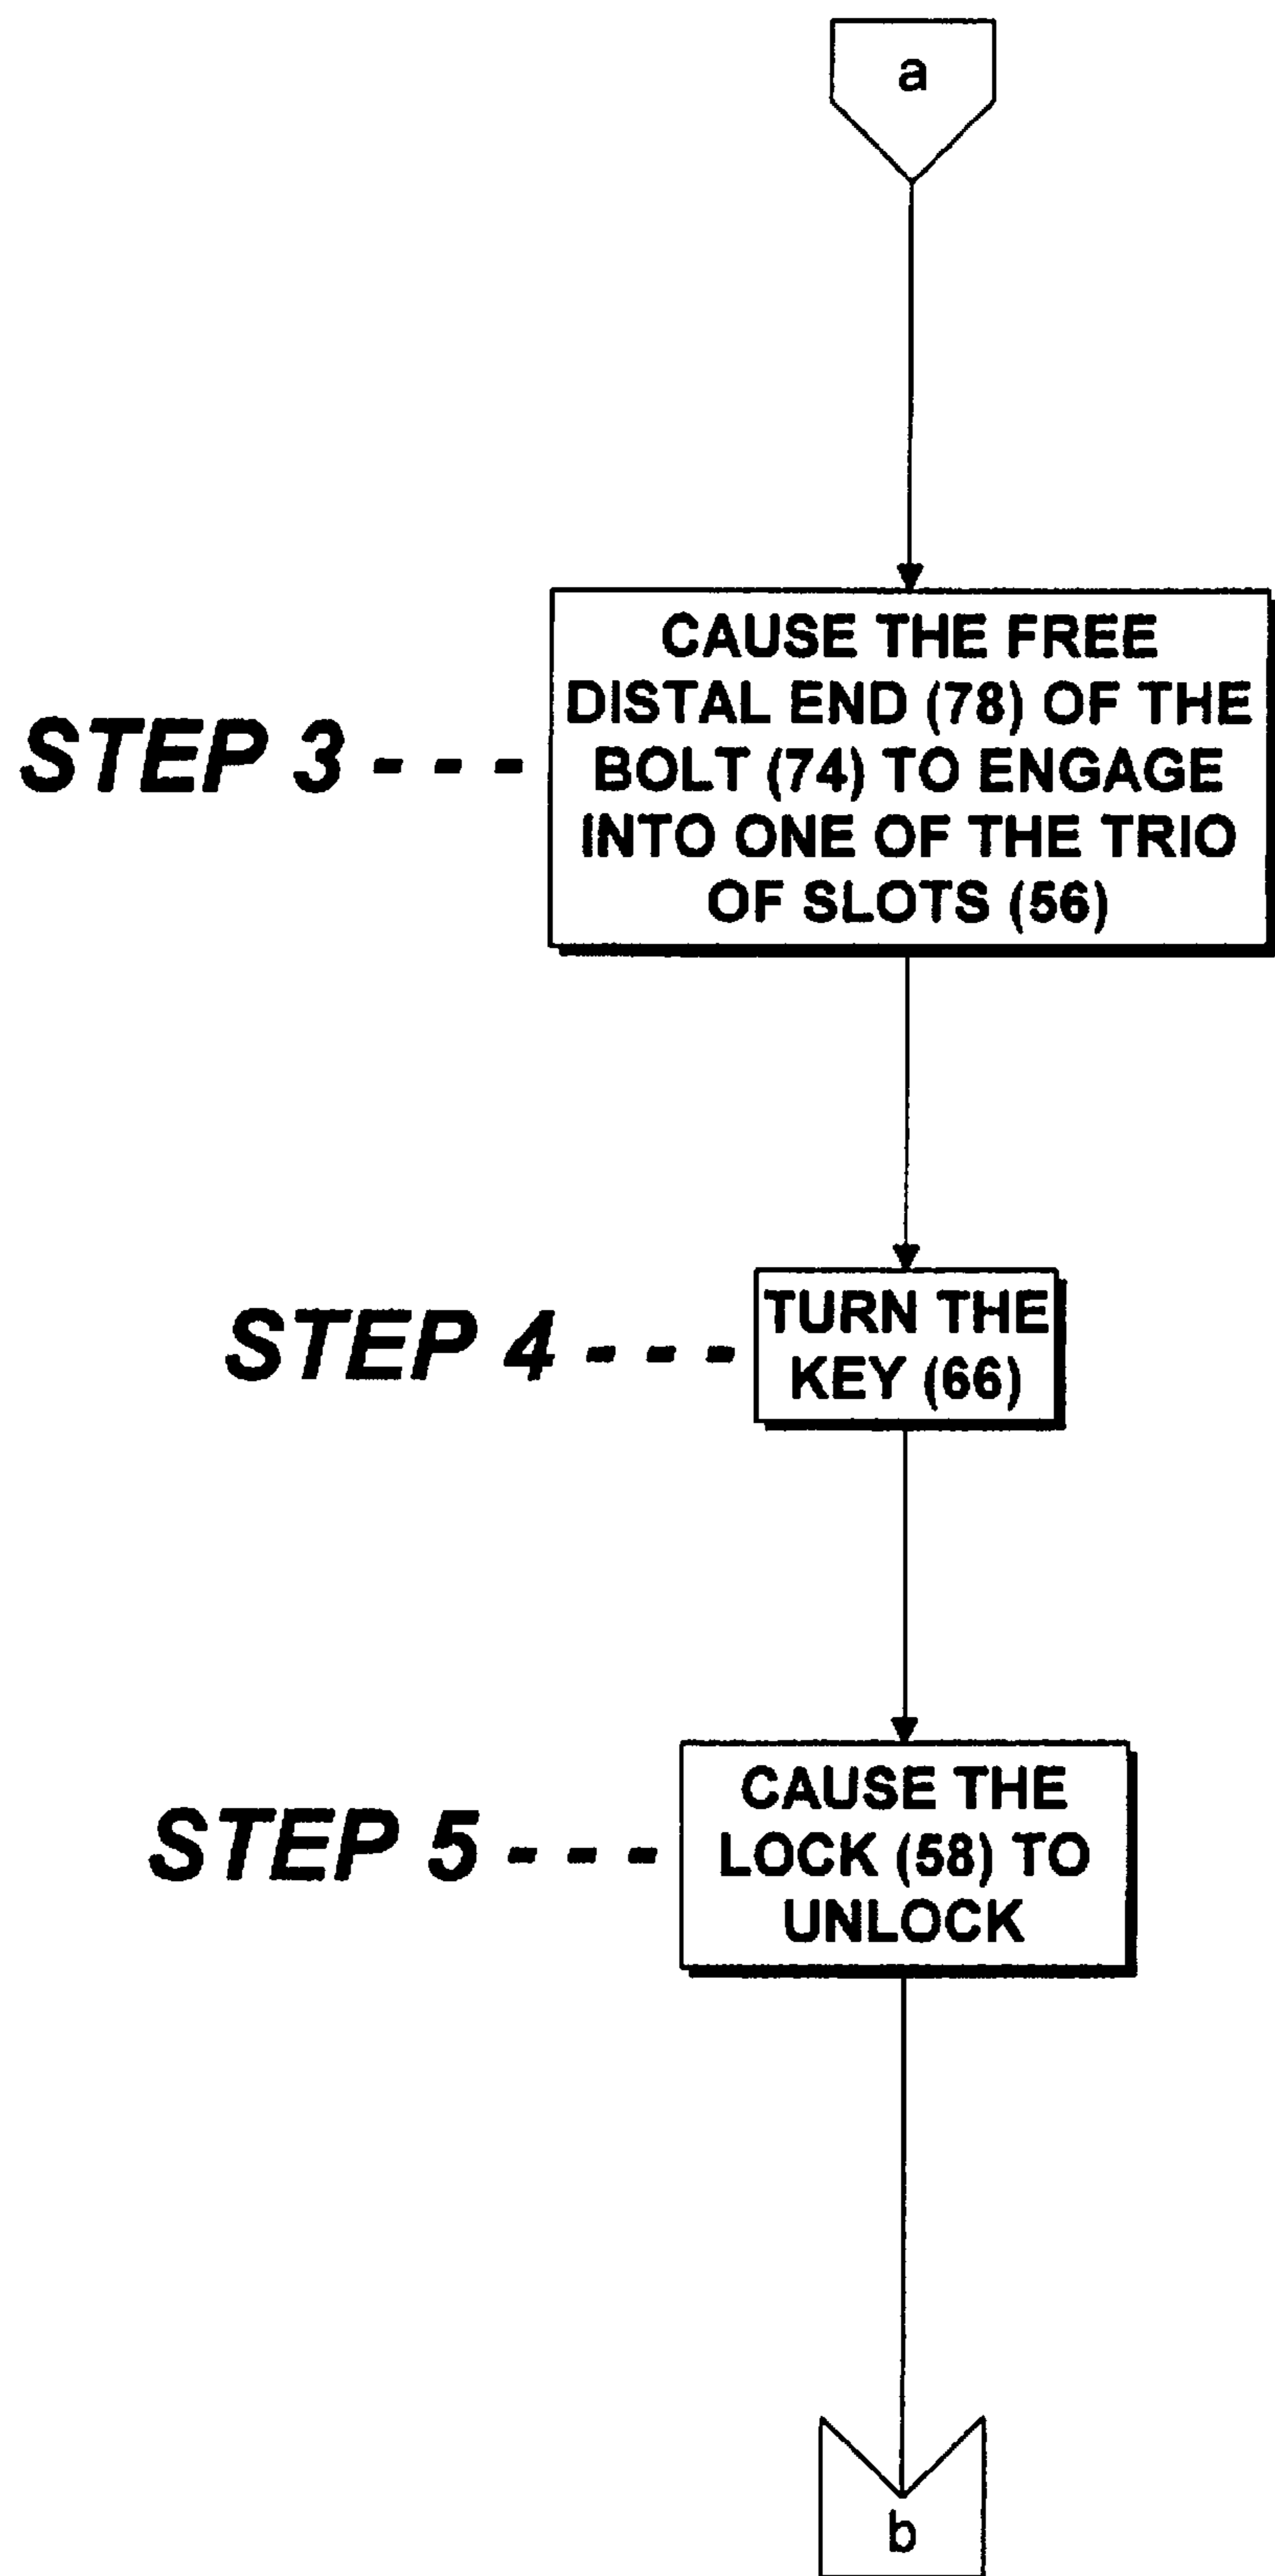 a
CAUSE THE FREE
DISTAL END (78) OF THE
STEP 3 - - - BOLT (74) TO ENGAGE
INTO ONE OF THE TRIO
OF SLOTS (56)
TURN THE
STEP 4 - - - KEY (66)
CAUSE THE
STEP 5 - - - LOCK (58) TO
UNLOCK
b